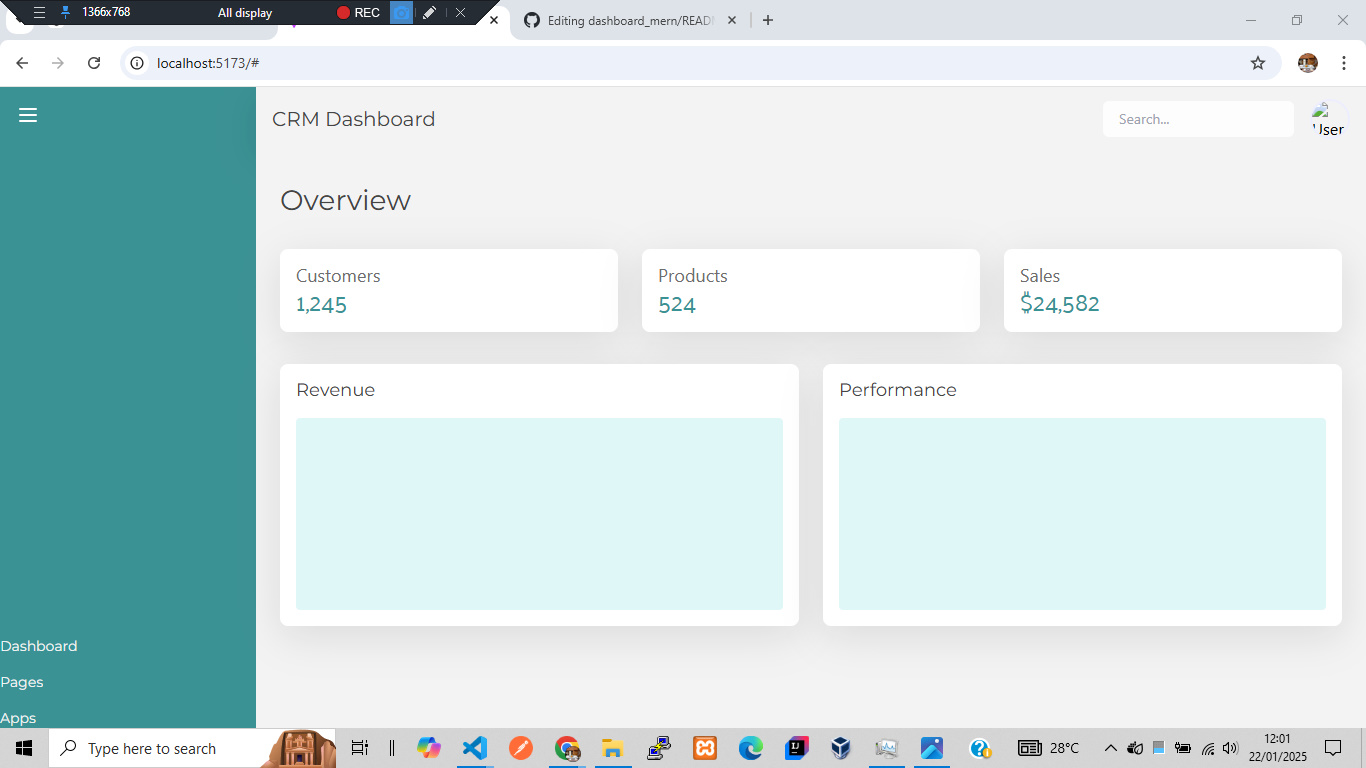 1366x768 All display REC
Editing dashboard_mern/READ
localhost:5173/#
CRM Dashboard
Search...
User
Overview
Customers
1,245
Products
524
Sales
$24,582
Revenue
Performance
Dashboard
Pages
Apps
Type here to search
28°C
12:01
22/01/2025